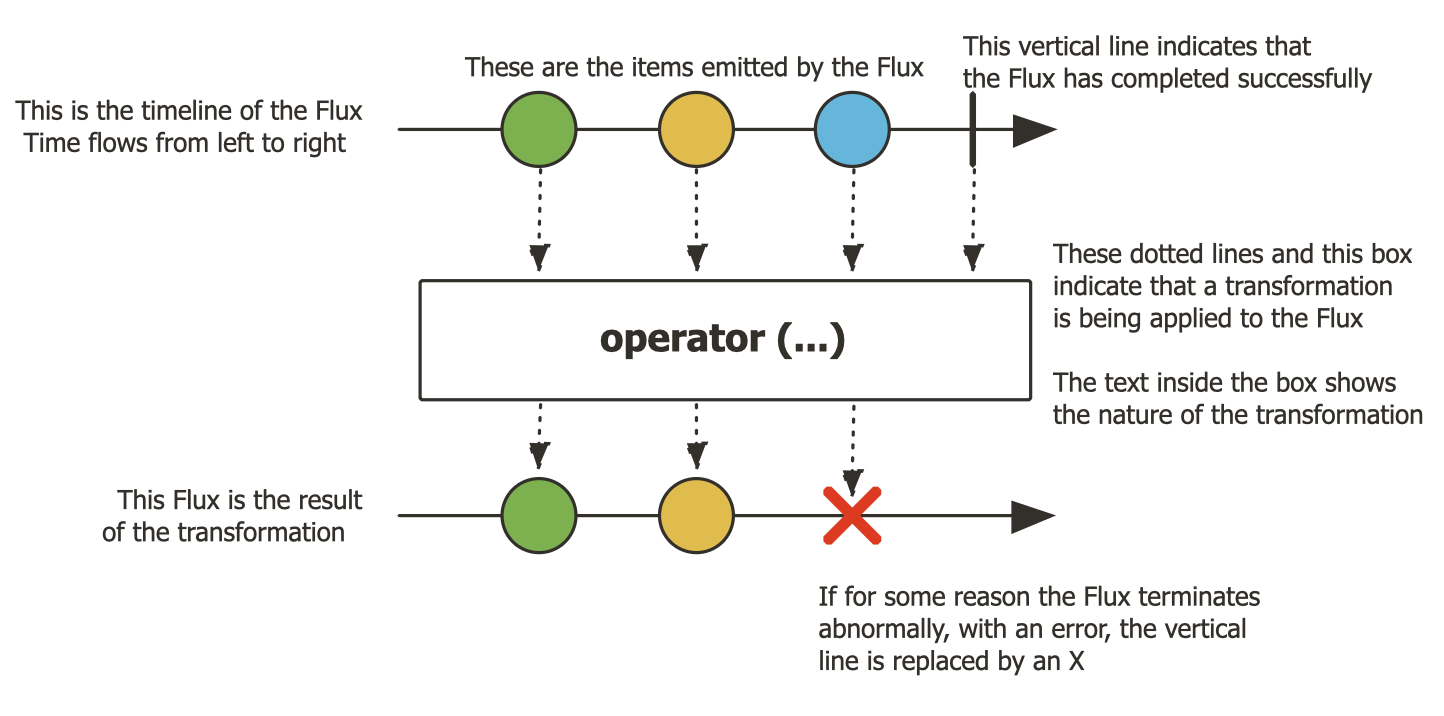 These are the items emitted by the Flux
This vertical line indicates that
the Flux has completed successfully
This is the timeline of the Flux
Time flows from left to right
These dotted lines and this box
indicate that a transformation
is being applied to the Flux
operator (...)
The text inside the box shows
the nature of the transformation
This Flux is the result
of the transformation
If for some reason the Flux terminates
abnormally, with an error, the vertical
line is replaced by an X